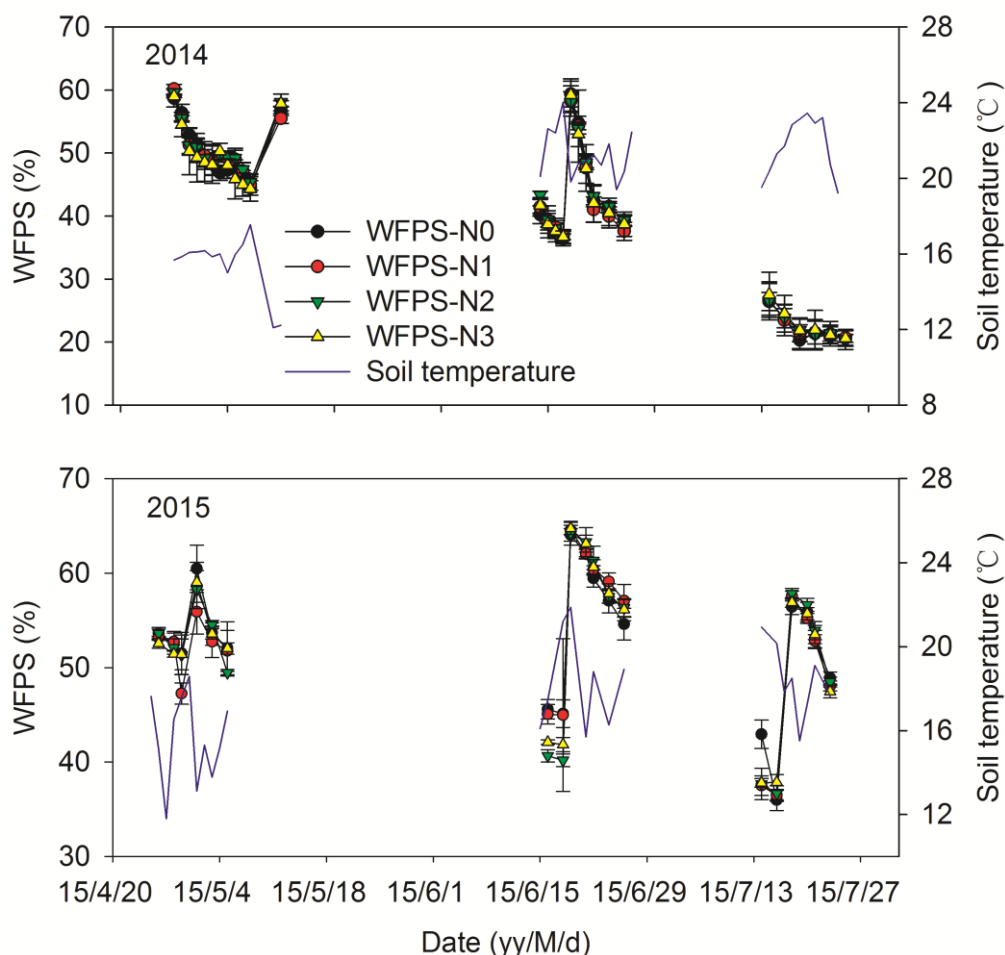 2014
WFPS (%)
70
60
50
40
30
20
10
WFPS-N0
WFPS-N1
WFPS-N2
WFPS-N3
Soil temperature
28
24
20
16
12
8
Soil temperature (℃)
2015
WFPS (%)
70
60
50
40
30
28
24
20
16
12
Soil temperature (℃)
15/4/20 15/5/4 15/5/18 15/6/1 15/6/15 15/6/29 15/7/13 15/7/27
Date (yy/M/d)